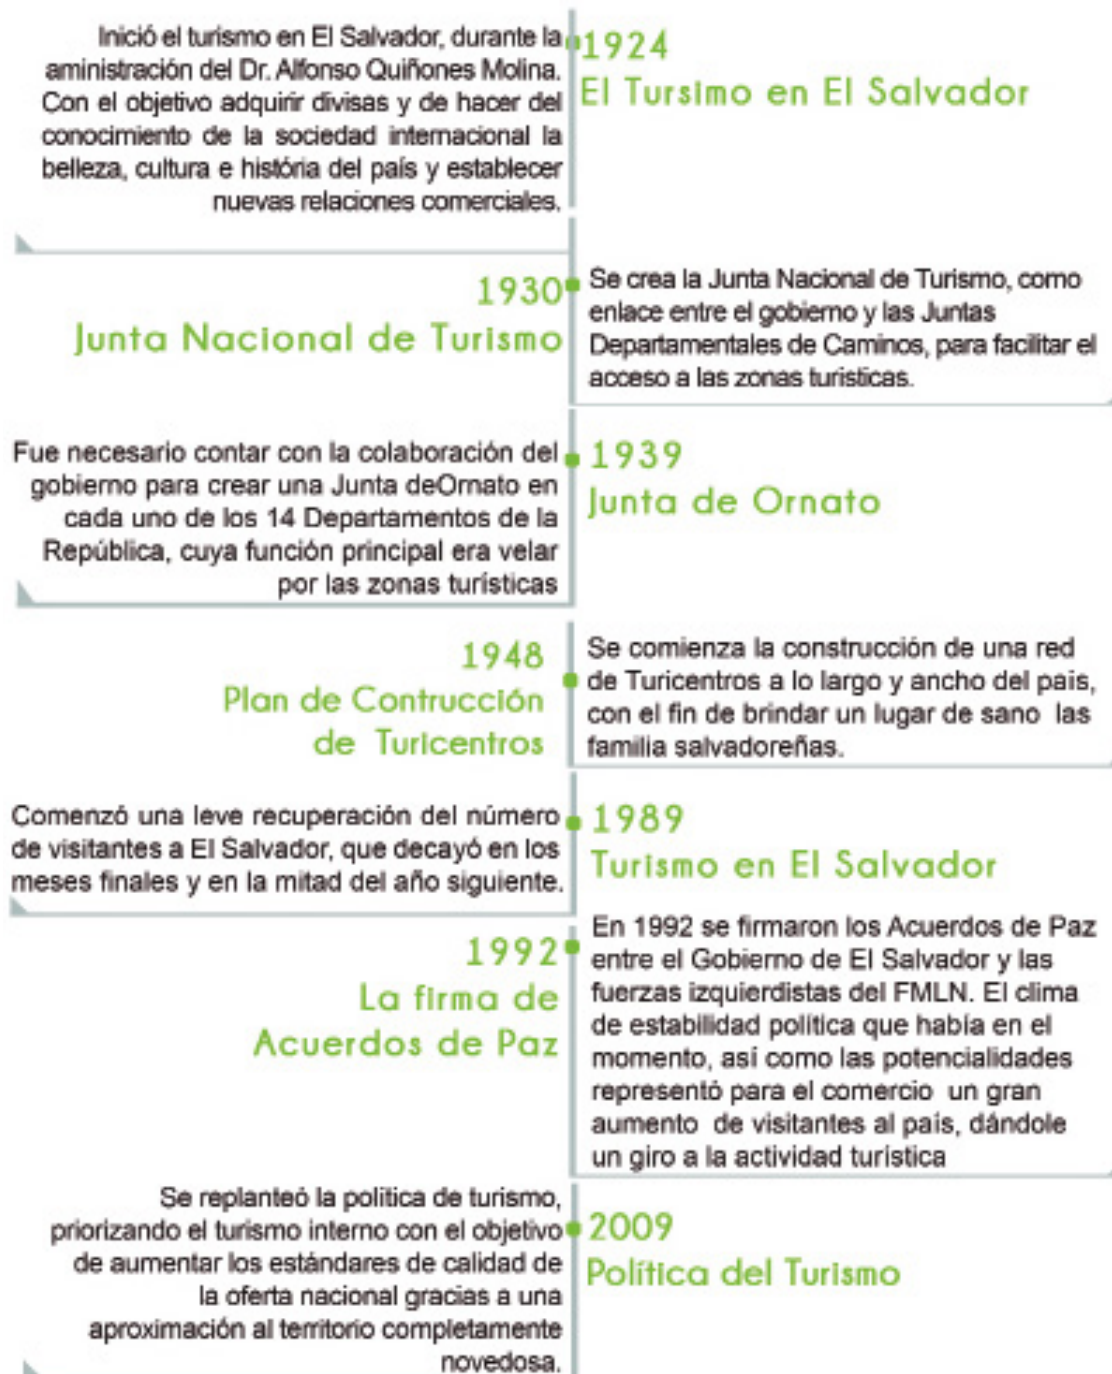 1924
El Tursimo en El Salvador
Inició el turismo en El Salvador, durante la
aministración del Dr. Alfonso Quiñones Molina.
Con el objetivo adquirir divisas y de hacer del
conocimiento de la sociedad internacional la
belleza, cultura e história del país y establecer
nuevas relaciones comerciales.
1930
Junta Nacional de Turismo
Se crea la Junta Nacional de Turismo, como
enlace entre el gobierno y las Juntas
Departamentales de Caminos, para facilitar el
acceso a las zonas turisticas.
1939
Junta de Ornato
Fue necesario contar con la colaboración del
gobierno para crear una Junta deOrnato en
cada uno de los 14 Departamentos de la
República, cuya función principal era velar
por las zonas turísticas
1948
Plan de Contrucción
de Turicentros
Se comienza la construcción de una red
de Turicentros a lo largo y ancho del país,
con el fin de brindar un lugar de sano las
familia salvadoreñas.
1989
Turismo en El Salvador
Comenzó una leve recuperación del número
de visitantes a El Salvador, que decayó en los
meses finales y en la mitad del año siguiente.
1992
La firma de
Acuerdos de Paz
En 1992 se firmaron los Acuerdos de Paz
entre el Gobierno de El Salvador y las
fuerzas izquierdistas del FMLN. El clima
de estabilidad política que había en el
momento, así como las potencialidades
representó para el comercio un gran
aumento de visitantes al país, dándole
un giro a la actividad turística
2009
Política del Turismo
Se replanteó la politica de turismo,
priorizando el turismo interno con el objetivo
de aumentar los estándares de calidad de
la oferta nacional gracias a una
aproximación al territorio completamente
novedosa.